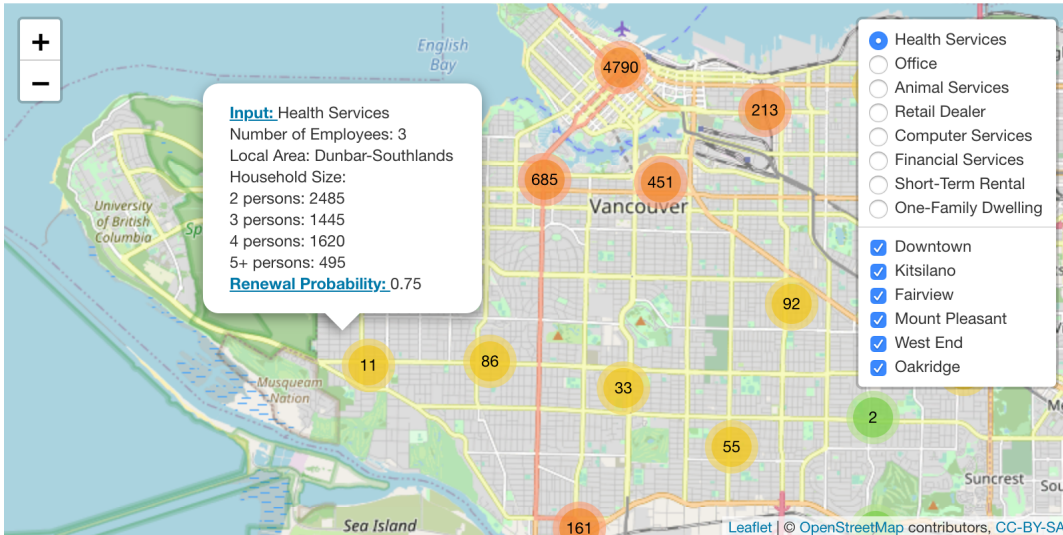 +
−
English
Bay
4790
213
Input: Health Services
Number of Employees: 3
Local Area: Dunbar-Southlands
Household Size:
2 persons: 2485
3 persons: 1445
4 persons: 1620
5+ persons: 495
Renewal Probability: 0.75
University
of British
Columbia
Sp
685
451
Vancouver
92
11
86
33
Musqueam
Nation
2
55
Suncrest
Sou
161
Sea Island
Health Services
Office
Animal Services
Retail Dealer
Computer Services
Financial Services
Short-Term Rental
One-Family Dwelling
Downtown
Kitsilano
Fairview
Mount Pleasant
West End
Oakridge
Leaflet | © OpenStreetMap contributors, CC-BY-SA